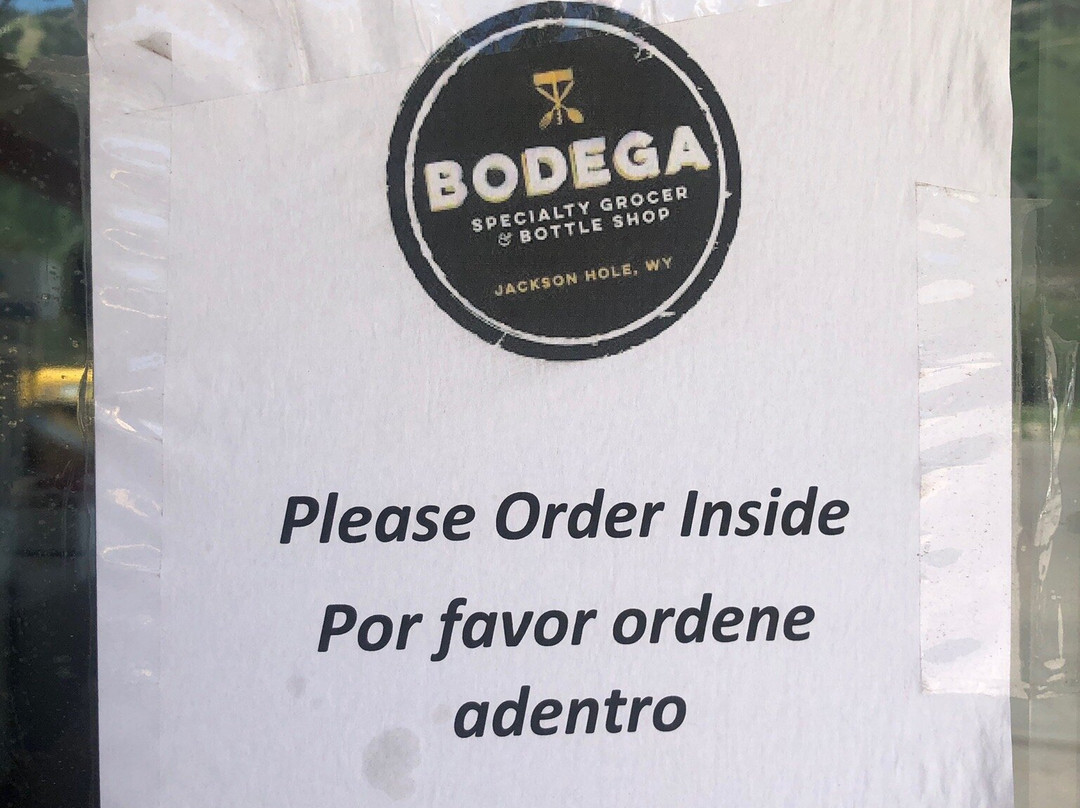 BODEGA
SPECIALTY GROCER
& BOTTLE SHOP
JACKSON HOLE, WY
Please Order Inside
Por favor ordene
adentro